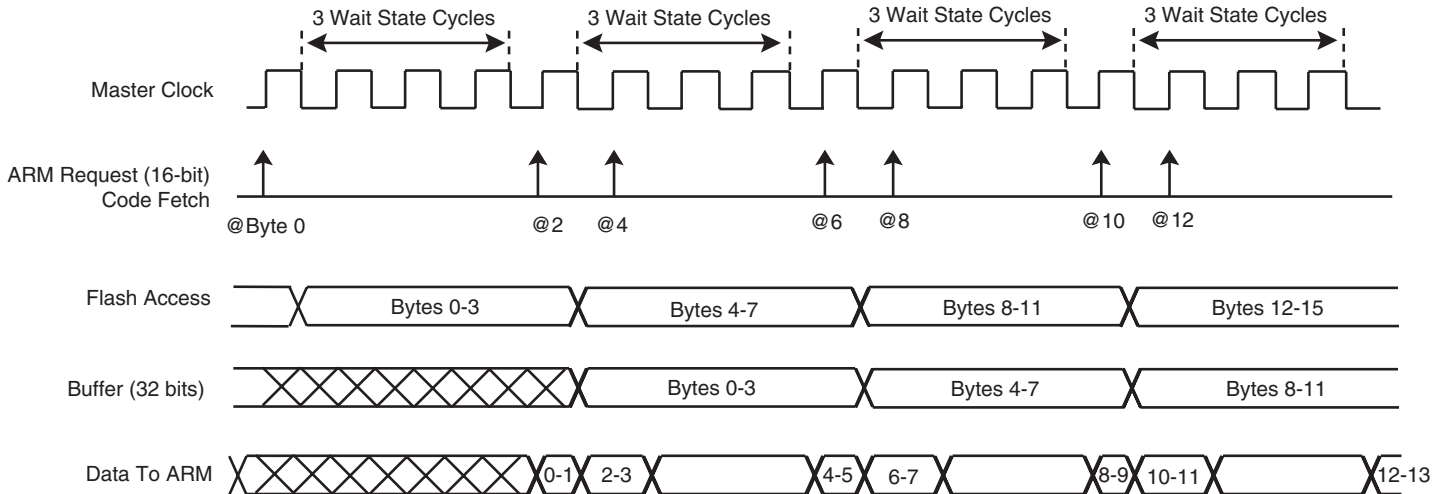 3 Wait State Cycles 3 Wait State Cycles 3 Wait State Cycles 3 Wait State Cycles
Master Clock
ARM Request (16-bit)
Code Fetch
@Byte 0 @2 @4 @6 @8 @10 @12
Flash Access Bytes 0-3 Bytes 4-7 Bytes 8-11 Bytes 12-15
Buffer (32 bits) Bytes 0-3 Bytes 4-7 Bytes 8-11
Data To ARM 0-1 2-3 4-5 6-7 8-9 10-11 12-13